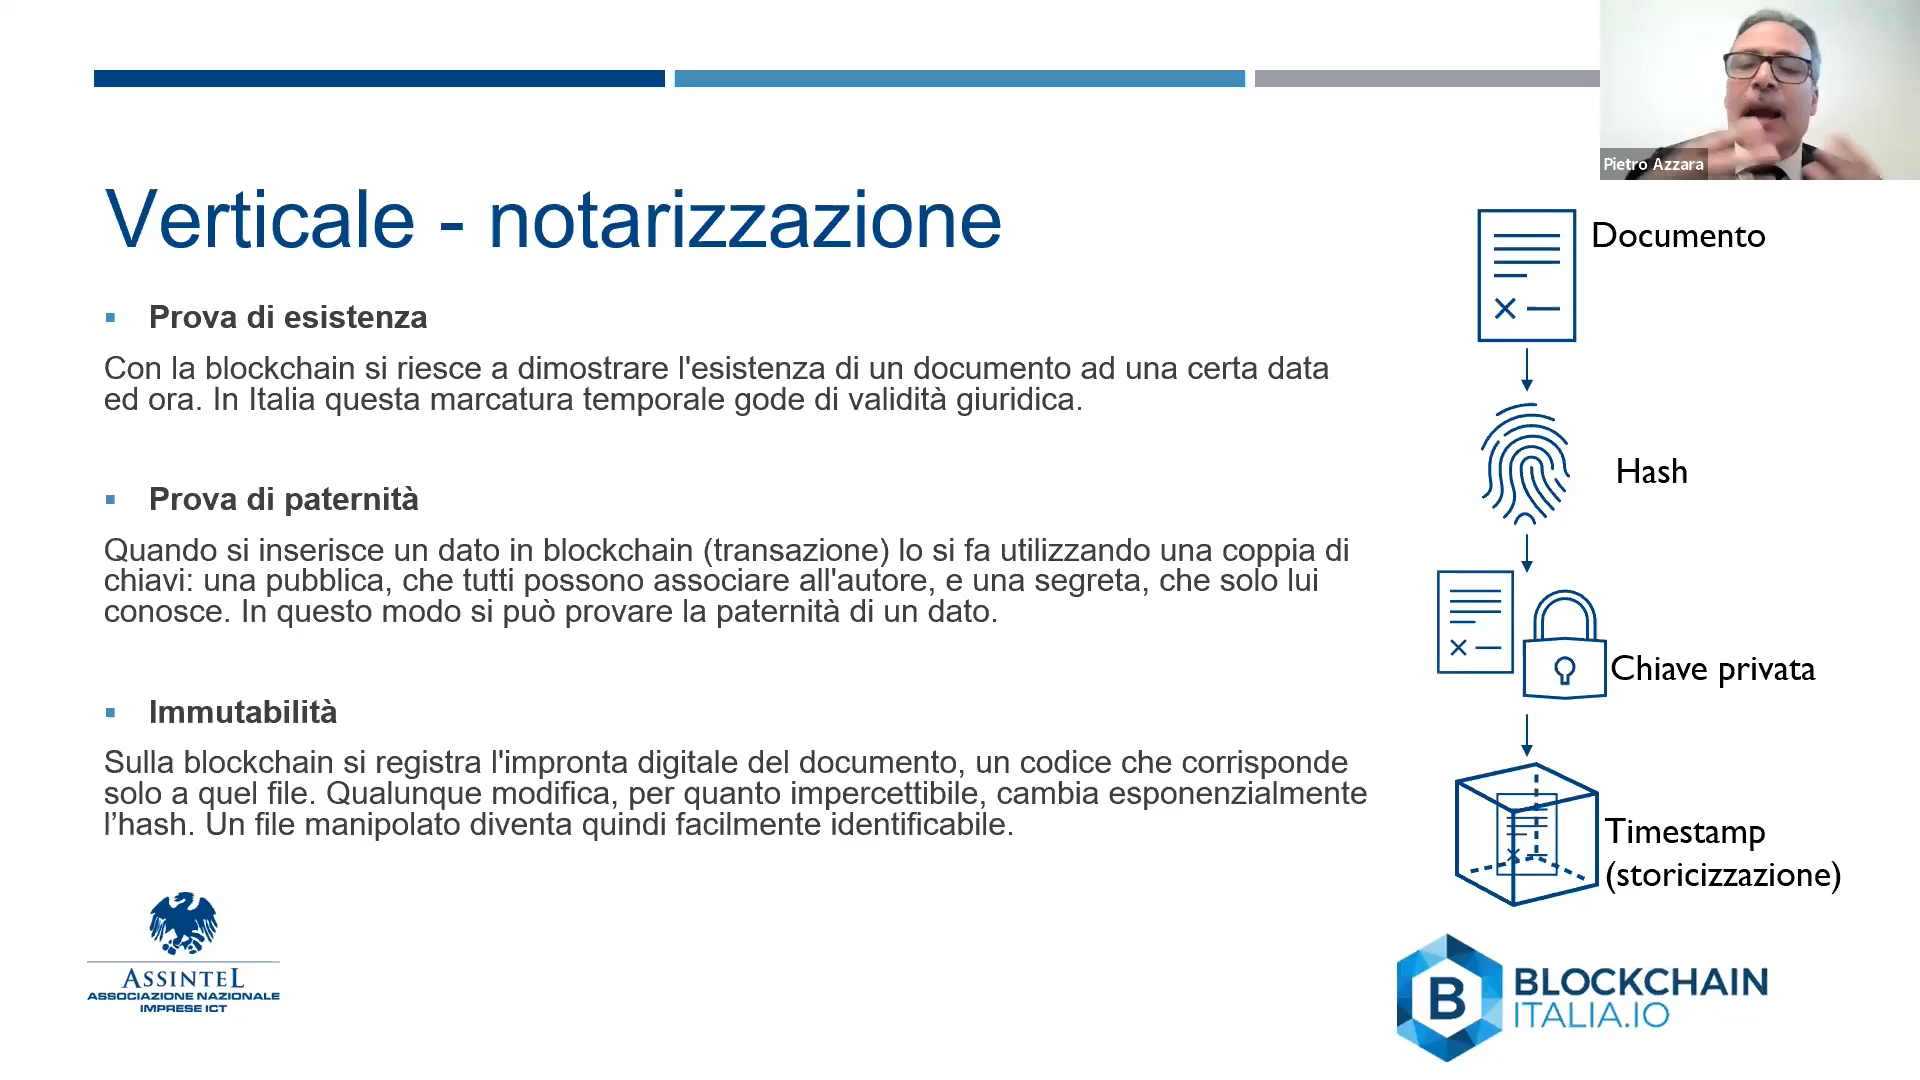 Pietro Azzara
Verticale - notarizzazione
▪ Prova di esistenza
Con la blockchain si riesce a dimostrare l'esistenza di un documento ad una certa data
ed ora. In Italia questa marcatura temporale gode di validità giuridica.
▪ Prova di paternità
Quando si inserisce un dato in blockchain (transazione) lo si fa utilizzando una coppia di
chiavi: una pubblica, che tutti possono associare all'autore, e una segreta, che solo lui
conosce. In questo modo si può provare la paternità di un dato.
▪ Immutabilità
Sulla blockchain si registra l'impronta digitale del documento, un codice che corrisponde
solo a quel file. Qualunque modifica, per quanto impercettibile, cambia esponenzialmente
l’hash. Un file manipolato diventa quindi facilmente identificabile.
Documento
Hash
Chiave privata
Timestamp
(storicizzazione)
ASSINTEL
ASSOCIAZIONE NAZIONALE
IMPRESE ICT
B
BLOCKCHAIN
ITALIA.IO